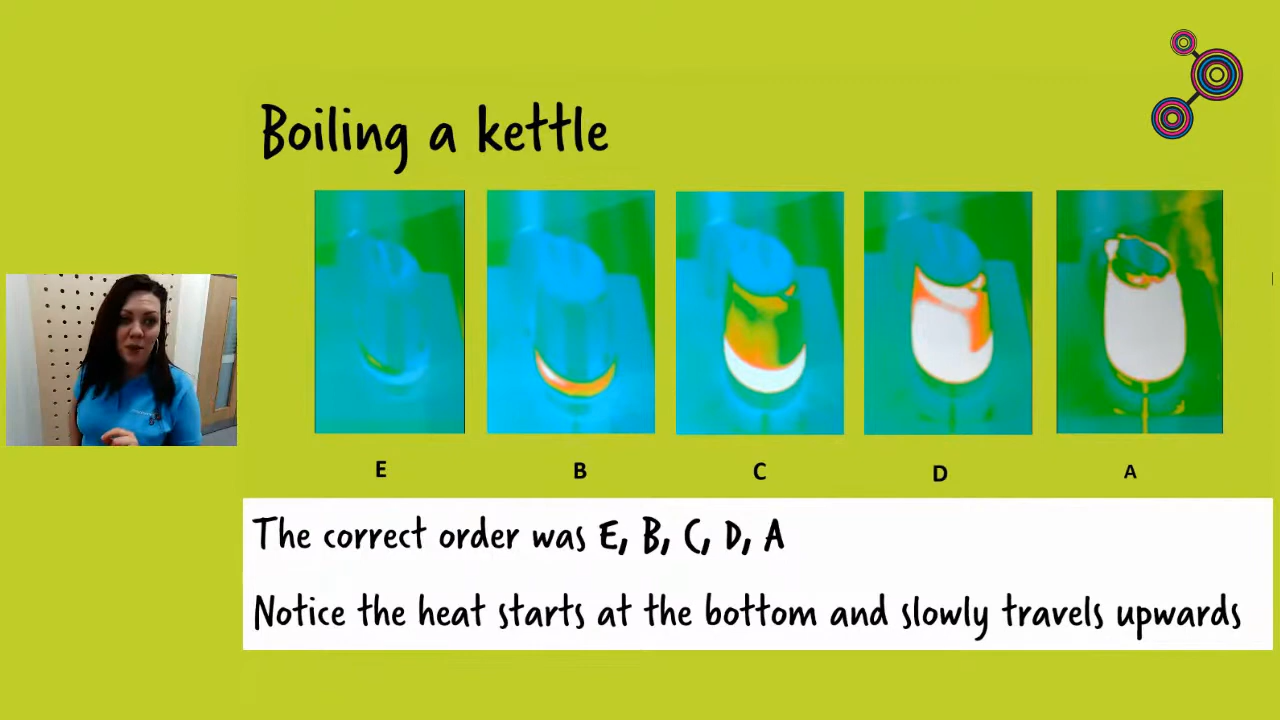 Boiling a kettle
E B C D A
The correct order was E, B, C, D, A
Notice the heat starts at the bottom and slowly travels upwards